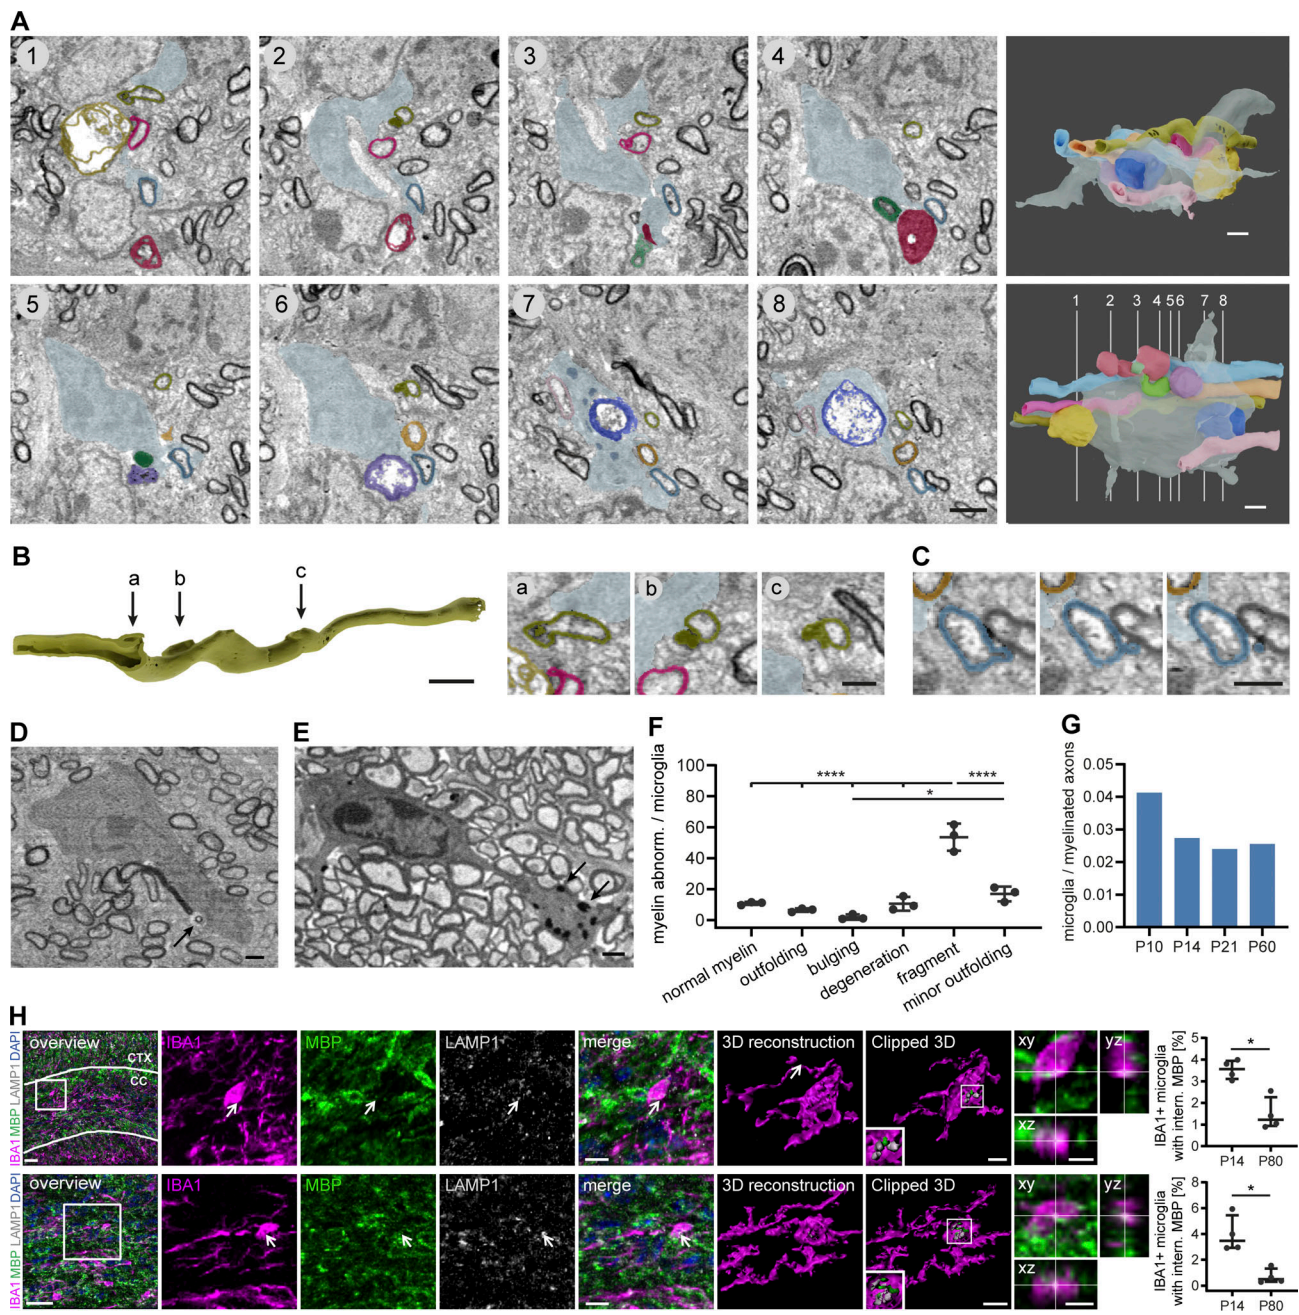 A
1
2
3
4
5
6
7
8
1 2 3 4 5 6 7 8
B
a
b
c
a
b
c
C
D
E
F
myelin abnorm. / microglia
100
80
60
40
20
0
****
****
*
normal myelin
outfolding
bulging
degeneration
fragment
minor outfolding
G
microglia / myelinated axons
0.05
0.04
0.03
0.02
0.01
0.00
P10 P14 P21 P60
H
IBA1 MBP LAMP1 DAPI
overview
ctx
cc
IBA1
MBP
LAMP1
merge
3D reconstruction
Clipped 3D
xy
yz
xz
IBA1+ microglia
with intern. MBP [%]
5
4
3
2
1
0
*
P14 P80
IBA1 MBP LAMP1 DAPI
overview
IBA1
MBP
LAMP1
merge
3D reconstruction
Clipped 3D
xy
yz
xz
IBA1+ microglia
with intern. MBP [%]
8
6
4
2
0
*
P14 P80